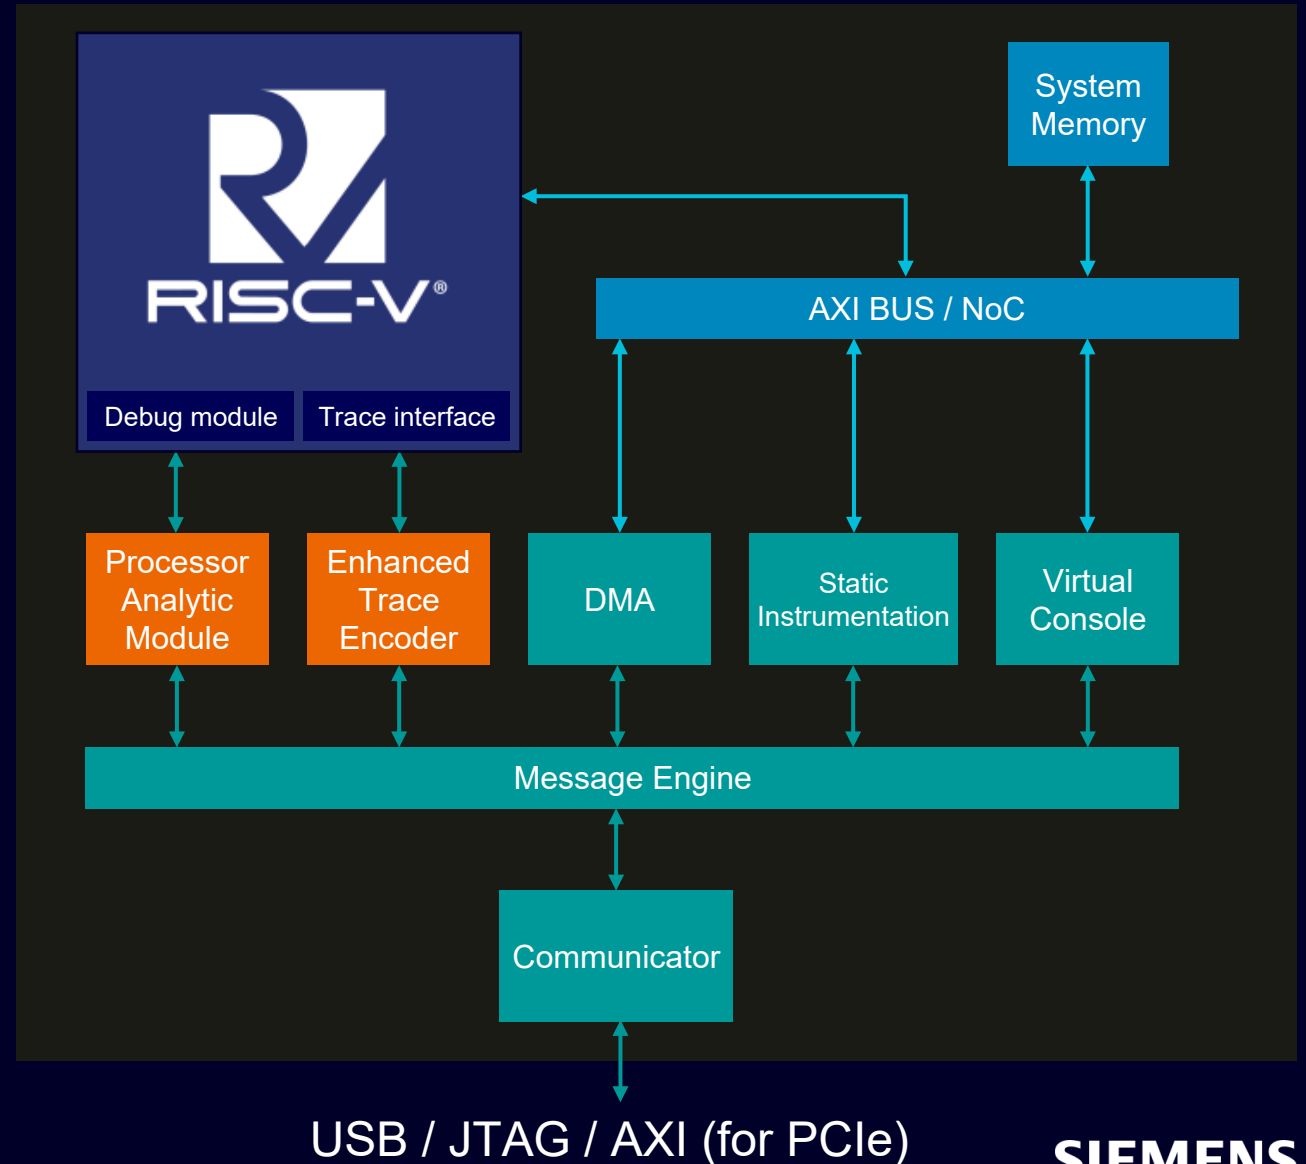 System
Memory
RISC-V®
AXI BUS / NoC
Debug module
Trace interface
Processor
Analytic
Module
Enhanced
Trace
Encoder
DMA
Static
Instrumentation
Virtual
Console
Message Engine
Communicator
USB / JTAG / AXI (for PCIe)
SIEMENS